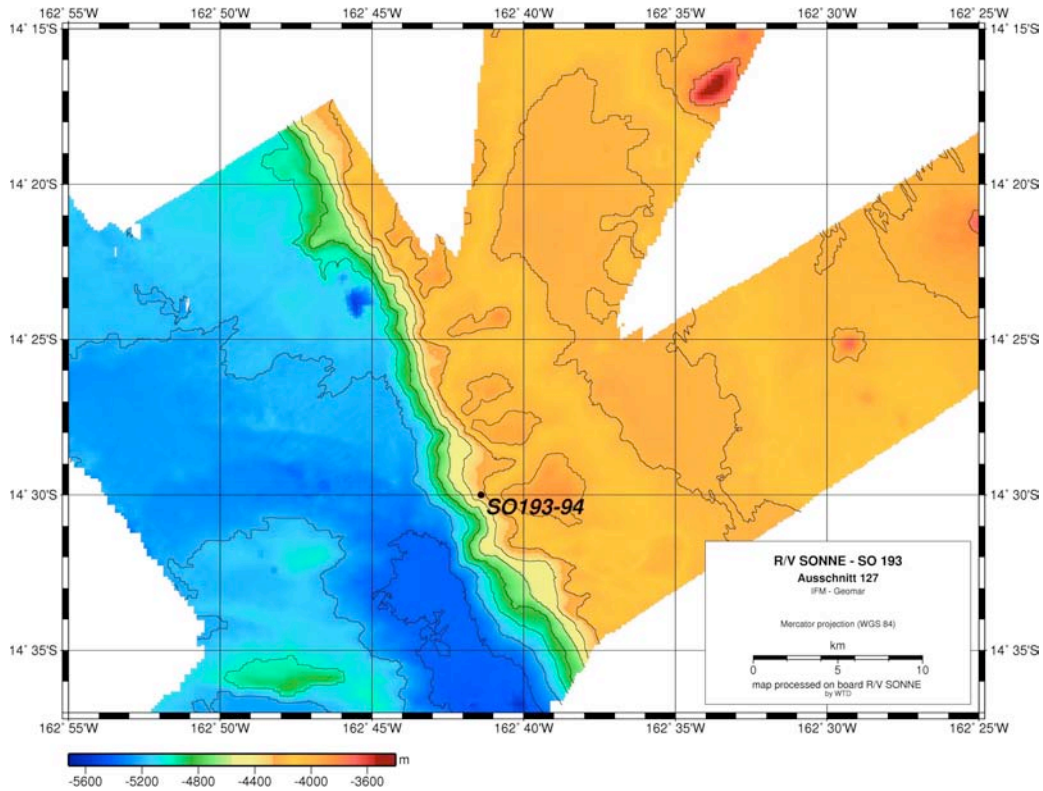 162˚55'W 162˚50'W 162˚45'W 162˚40'W 162˚35'W 162˚30'W 162˚25'W
14˚15'S 14˚15'S
14˚20'S 14˚20'S
14˚25'S 14˚25'S
14˚30'S 14˚30'S
SO193-94
R/V SONNE - SO 193
Ausschnitt 127
IFM - Geomar
Mercator projection (WGS 84)
km
0 5 10
map processed on board R/V SONNE
by WTD
14˚35'S 14˚35'S
162˚55'W 162˚50'W 162˚45'W 162˚40'W 162˚35'W 162˚30'W 162˚25'W
m
-5600 -5200 -4800 -4400 -4000 -3600